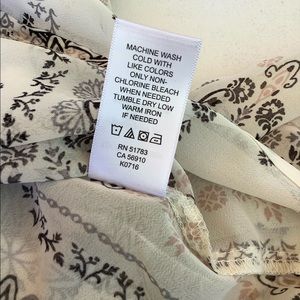 MACHINE WASH
COLD WITH
LIKE COLORS
ONLY NON-
CHLORINE BLEACH
WHEN NEEDED
TUMBLE DRY LOW
WARM IRON
IF NEEDED
RN 51783
CA 56910
K0716